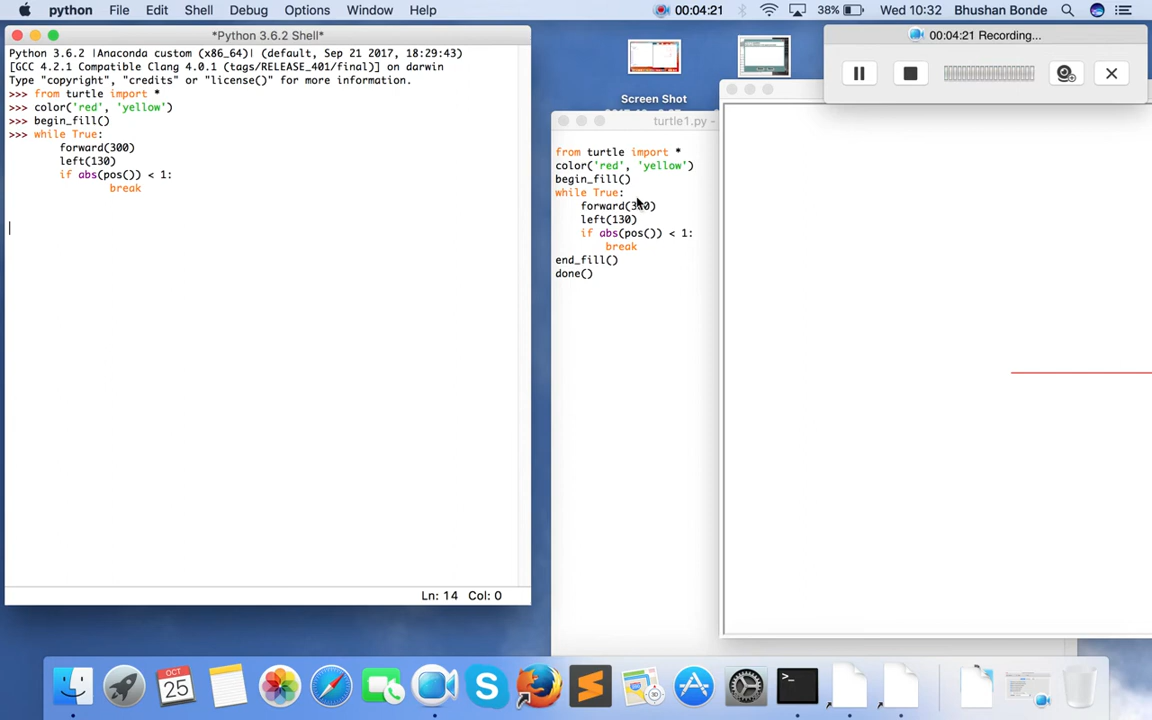 python File Edit Shell Debug Options Window Help 00:04:21 38% Wed 10:32 Bhushan Bonde
*Python 3.6.2 Shell*
Python 3.6.2 |Anaconda custom (x86_64)| (default, Sep 21 2017, 18:29:43)
[GCC 4.2.1 Compatible Clang 4.0.1 (tags/RELEASE_401/final)] on darwin
Type "copyright", "credits" or "license()" for more information.
>>> from turtle import *
>>> color('red', 'yellow')
>>> begin_fill()
>>> while True:
forward(300)
left(130)
if abs(pos()) < 1:
break
Ln: 14 Col: 0
Screen Shot
turtle1.py -
from turtle import *
color('red', 'yellow')
begin_fill()
while True:
forward(300)
left(130)
if abs(pos()) < 1:
break
end_fill()
done()
00:04:21 Recording...
OCT
25